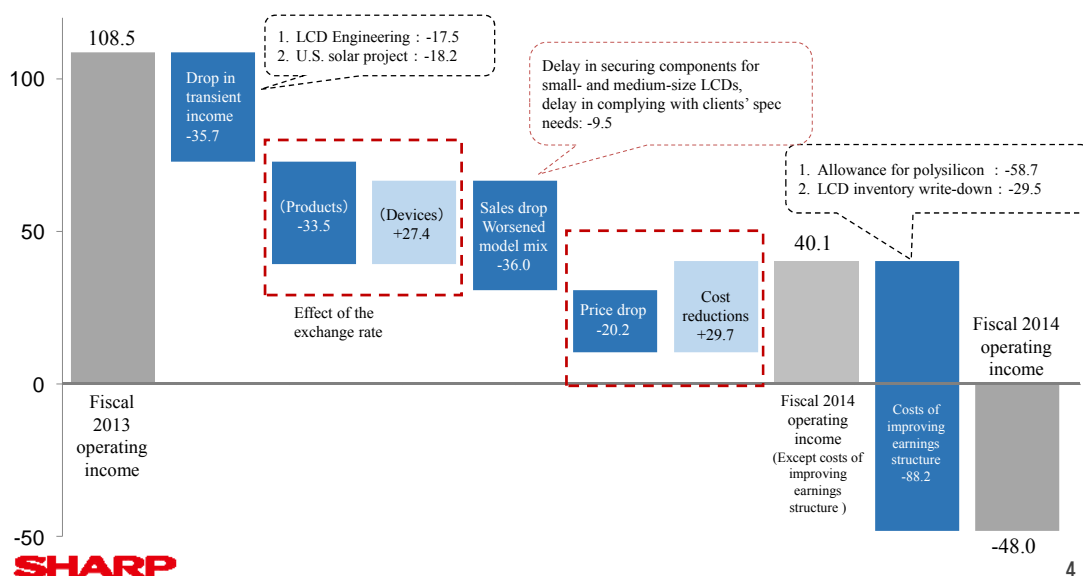 108.5
1. LCD Engineering : -17.5
2. U.S. solar project : -18.2
Delay in securing components for
small- and medium-size LCDs,
delay in complying with clients' spec
needs: -9.5
1. Allowance for polysilicon : -58.7
2. LCD inventory write-down : -29.5
100
50
0
-50
Drop in
transient
income
-35.7
(Products)
-33.5
(Devices)
+27.4
Effect of the
exchange rate
Sales drop
Worsened
model mix
-36.0
Price drop
-20.2
Cost
reductions
+29.7
40.1
Fiscal 2014
operating
income
Fiscal
2013
operating
income
Fiscal 2014
operating
income
(Except costs of
improving
earnings
structure )
Costs of
improving
earnings
structure
-88.2
-48.0
SHARP
4